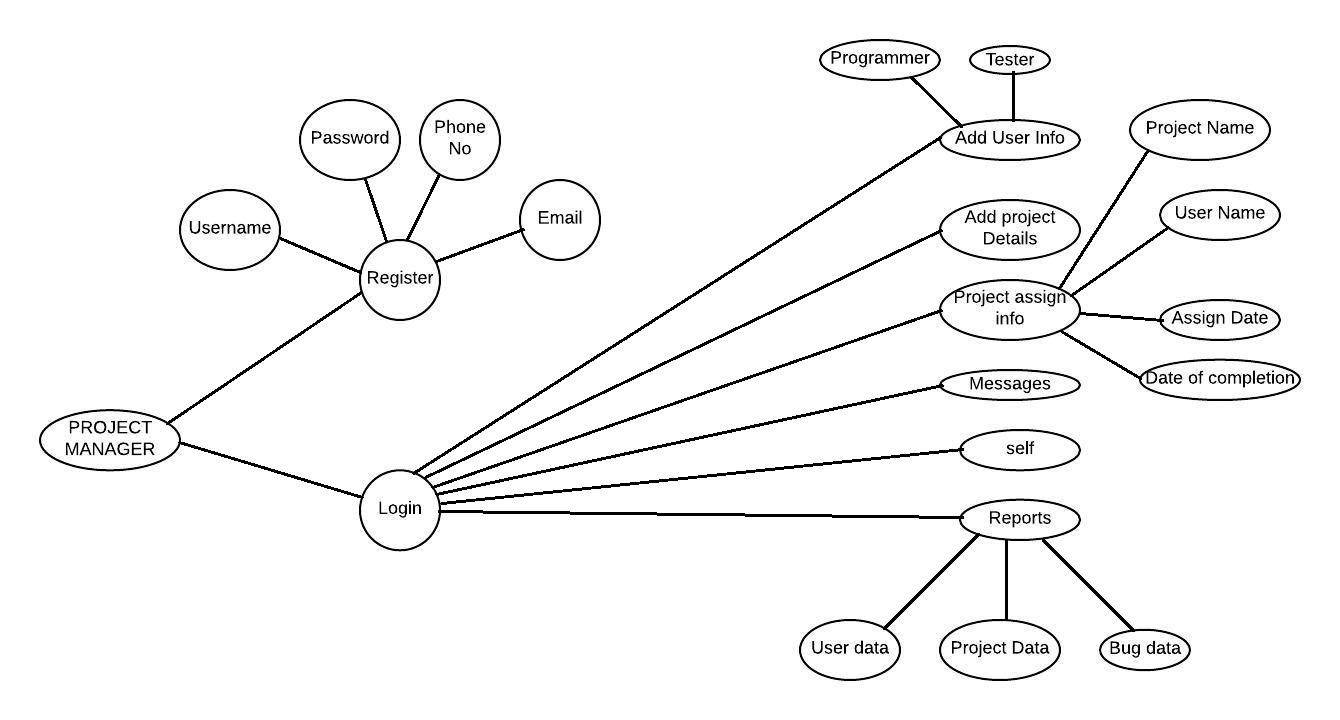 Programmer
Tester
Password
Phone
No
Project Name
Add User Info
Username
Email
User Name
Add project
Details
Register
Project assign
info
Assign Date
Messages
Date of completion
PROJECT
MANAGER
self
Login
Reports
User data
Project Data
Bug data